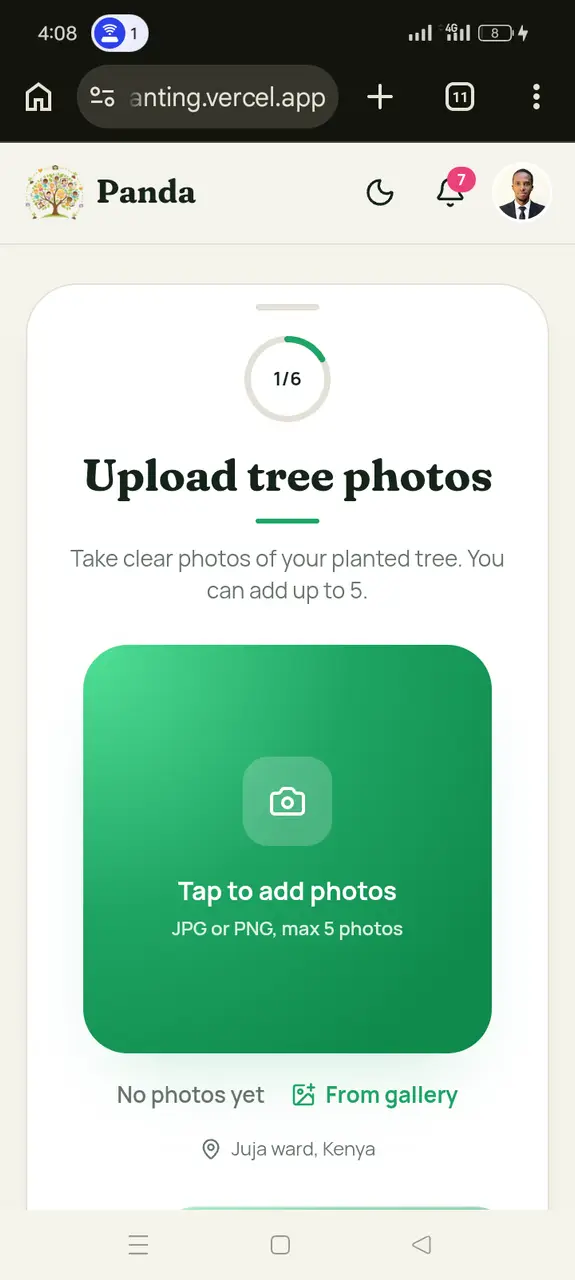 4:08
1
4G
8
anting.vercel.app
11
Panda
7
1/6
Upload tree photos
Take clear photos of your planted tree. You
can add up to 5.
Tap to add photos
JPG or PNG, max 5 photos
No photos yet
From gallery
Juja ward, Kenya